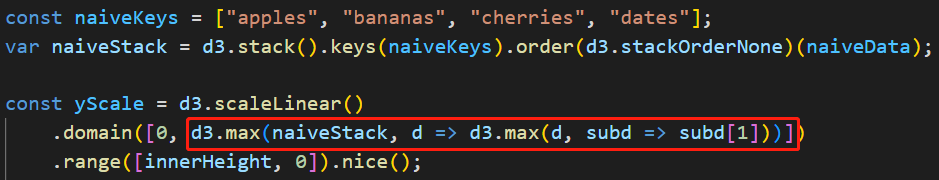 const naiveKeys = ["apples", "bananas", "cherries", "dates"];
var naiveStack = d3.stack().keys(naiveKeys).order(d3.stackOrderNone)(naiveData);
const yScale = d3.scaleLinear()
.domain([0, d3.max(naiveStack, d => d3.max(d, subd => subd[1]))])
.range([innerHeight, 0]).nice();